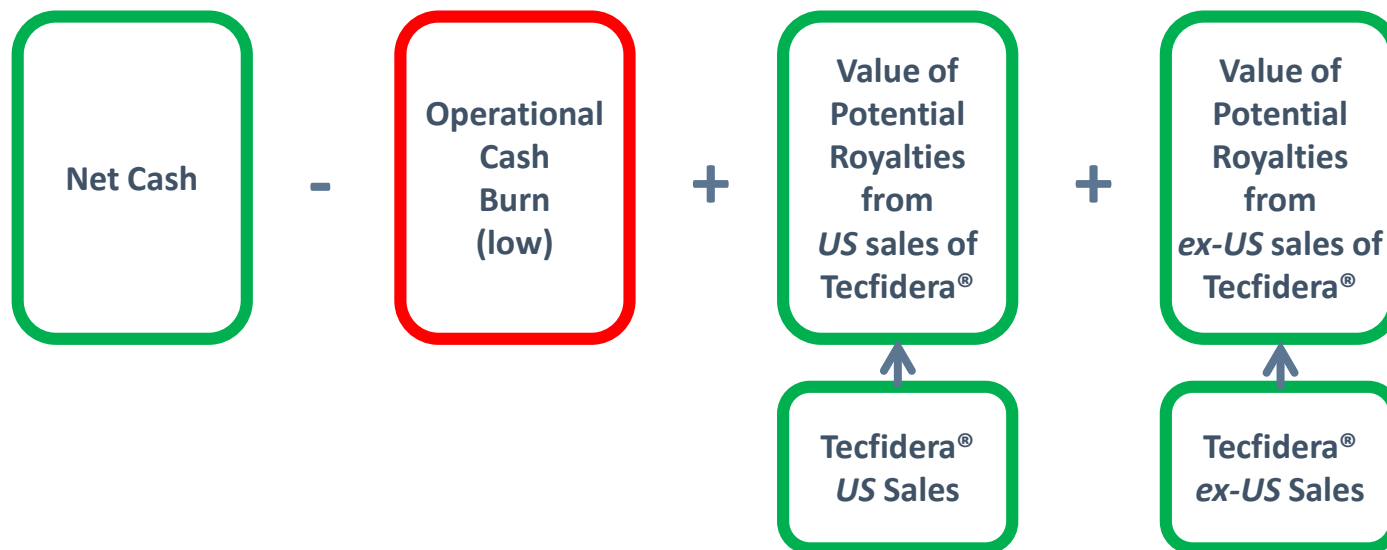 Net Cash
-
Operational
Cash
Burn
(low)
+
Value of
Potential
Royalties
from
US sales of
Tecfidera®
+
Value of
Potential
Royalties
from
ex-US sales of
Tecfidera®
Tecfidera®
US Sales
Tecfidera®
ex-US Sales